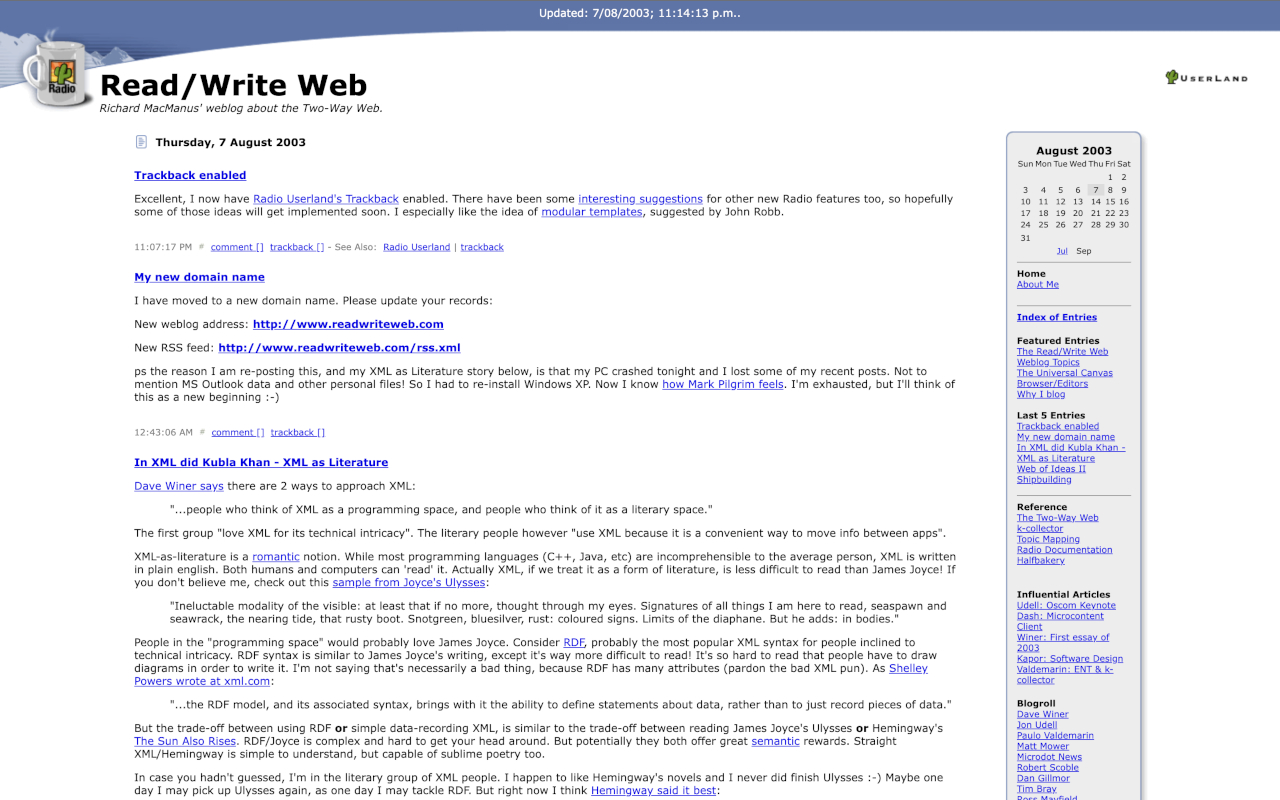 Updated: 7/08/2003; 11:14:13 p.m..
Radio
Read/Write Web
Richard MacManus' weblog about the Two-Way Web.
USERLAND
Thursday, 7 August 2003
Trackback enabled
Excellent, I now have Radio Userland's Trackback enabled. There have been some interesting suggestions for other new Radio features too, so hopefully
some of those ideas will get implemented soon. I especially like the idea of modular templates, suggested by John Robb.
11:07:17 PM # comment [] trackback [] - See Also: Radio Userland | trackback
My new domain name
I have moved to a new domain name. Please update your records:
New weblog address: http://www.readwriteweb.com
New RSS feed: http://www.readwriteweb.com/rss.xml
ps the reason I am re-posting this, and my XML as Literature story below, is that my PC crashed tonight and I lost some of my recent posts. Not to
mention MS Outlook data and other personal files! So I had to re-install Windows XP. Now I know how Mark Pilgrim feels. I'm exhausted, but I'll think of
this as a new beginning :-)
12:43:06 AM # comment [] trackback []
In XML did Kubla Khan - XML as Literature
Dave Winer says there are 2 ways to approach XML:
"...people who think of XML as a programming space, and people who think of it as a literary space."
The first group "love XML for its technical intricacy". The literary people however "use XML because it is a convenient way to move info between apps".
XML-as-literature is a romantic notion. While most programming languages (C++, Java, etc) are incomprehensible to the average person, XML is written
in plain english. Both humans and computers can 'read' it. Actually XML, if we treat it as a form of literature, is less difficult to read than James Joyce! If
you don't believe me, check out this sample from Joyce's Ulysses:
"Ineluctable modality of the visible: at least that if no more, thought through my eyes. Signatures of all things I am here to read, seaspawn and
seawrack, the nearing tide, that rusty boot. Snotgreen, bluesilver, rust: coloured signs. Limits of the diaphane. But he adds: in bodies."
People in the "programming space" would probably love James Joyce. Consider RDF, probably the most popular XML syntax for people inclined to
technical intricacy. RDF syntax is similar to James Joyce's writing, except it's way more difficult to read! It's so hard to read that people have to draw
diagrams in order to write it. I'm not saying that's necessarily a bad thing, because RDF has many attributes (pardon the bad XML pun). As Shelley
Powers wrote at xml.com:
"...the RDF model, and its associated syntax, brings with it the ability to define statements about data, rather than to just record pieces of data."
But the trade-off between using RDF or simple data-recording XML, is similar to the trade-off between reading James Joyce's Ulysses or Hemingway's
The Sun Also Rises. RDF/Joyce is complex and hard to get your head around. But potentially they both offer great semantic rewards. Straight
XML/Hemingway is simple to understand, but capable of sublime poetry too.
In case you hadn't guessed, I'm in the literary group of XML people. I happen to like Hemingway's novels and I never did finish Ulysses :-) Maybe one
day I may pick up Ulysses again, as one day I may tackle RDF. But right now I think Hemingway said it best:
August 2003
Sun Mon Tue Wed Thu Fri Sat
1 2
3 4 5 6 7 8 9
10 11 12 13 14 15 16
17 18 19 20 21 22 23
24 25 26 27 28 29 30
31
Jul Sep
Home
About Me
Index of Entries
Featured Entries
The Read/Write Web
Weblog Topics
The Universal Canvas
Browser/Editors
Why I blog
Last 5 Entries
Trackback enabled
My new domain name
In XML did Kubla Khan -
XML as Literature
Web of Ideas II
Shipbuilding
Reference
The Two-Way Web
k-collector
Topic Mapping
Radio Documentation
Halfbakery
Influential Articles
Udell: Oscom Keynote
Dash: Microcontent
Client
Winer: First essay of
2003
Kapor: Software Design
Valdemarin: ENT & k-
collector
Blogroll
Dave Winer
Jon Udell
Paulo Valdemarin
Matt Mower
Microdot News
Robert Scoble
Dan Gillmor
Tim Bray
Ross Mayfield